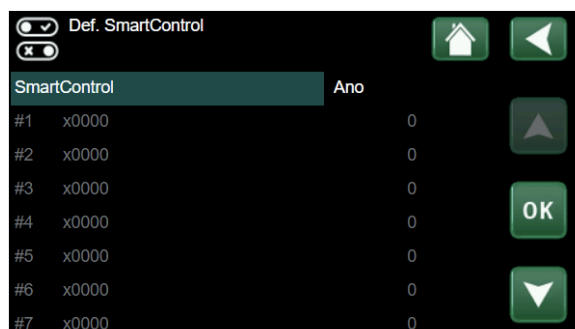 Def. SmartControl
SmartControl Ano
#1 x0000 0
#2 x0000 0
#3 x0000 0
#4 x0000 0
OK
#5 x0000 0
#6 x0000 0
#7 x0000 0